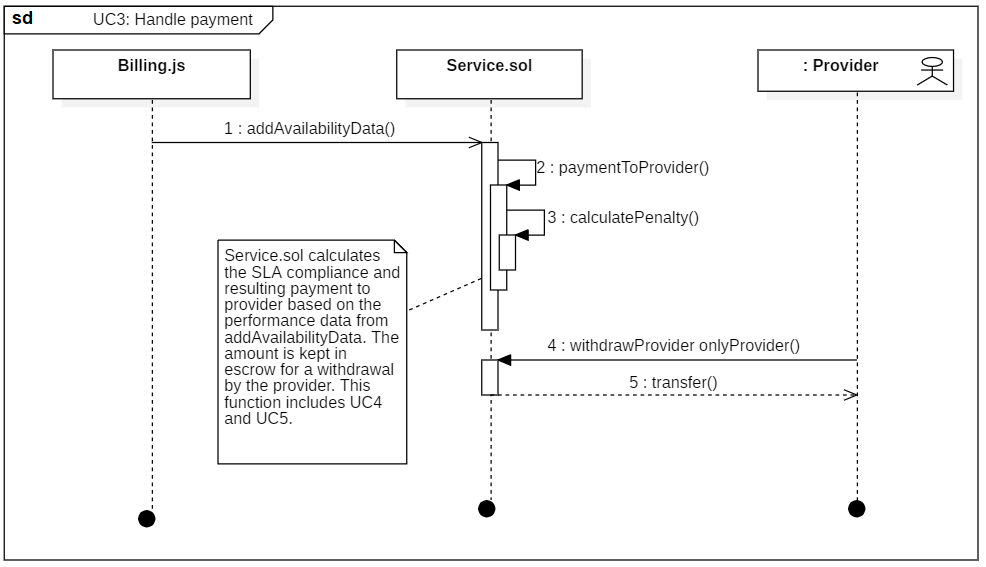 sd
UC3: Handle payment
Billing.js
Service.sol
: Provider
1 : addAvailabilityData()
2 : paymentToProvider()
3 : calculatePenalty()
Service.sol calculates
the SLA compliance and
resulting payment to
provider based on the
performance data from
addAvailabilityData. The
amount is kept in
escrow for a withdrawal
by the provider. This
function includes UC4
and UC5.
4 : withdrawProvider onlyProvider()
5 : transfer()